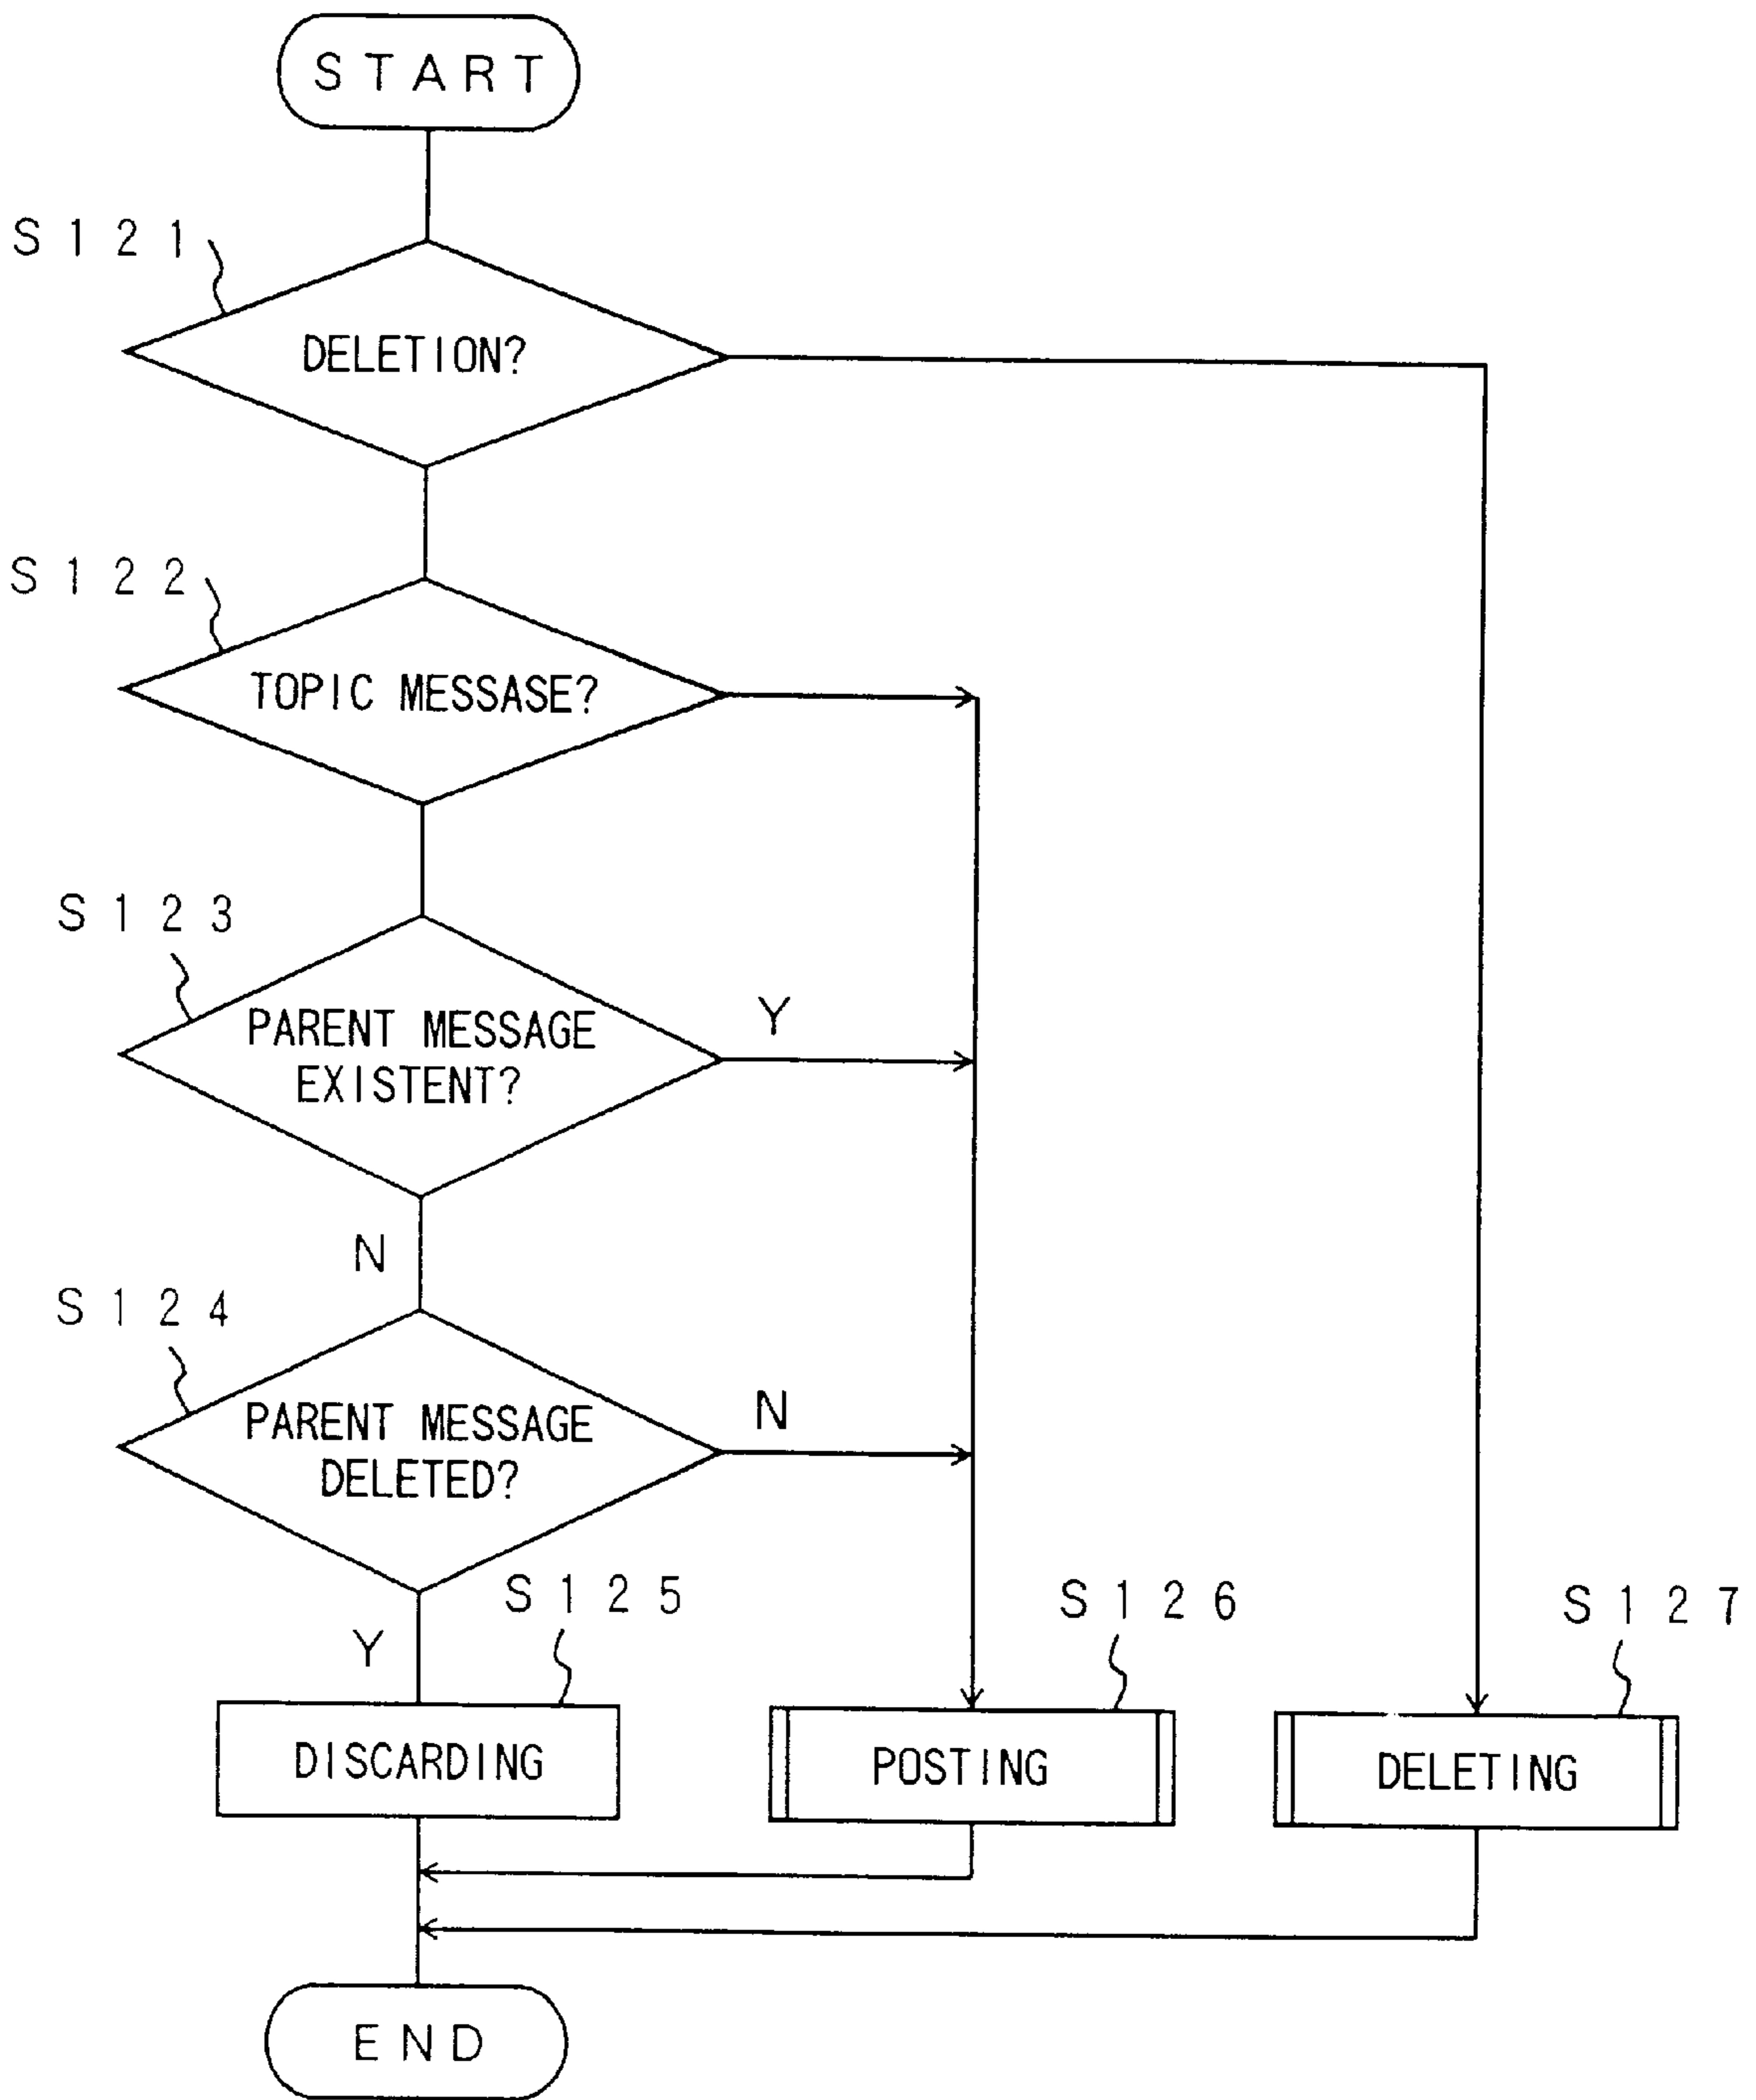 START
S121
DELETION?
S122
TOPIC MESSASE?
S123
PARENT MESSAGE
EXISTENT?
Y
N
S124
PARENT MESSAGE
DELETED?
N
Y
S125
DISCARDING
S126
POSTING
S127
DELETING
END